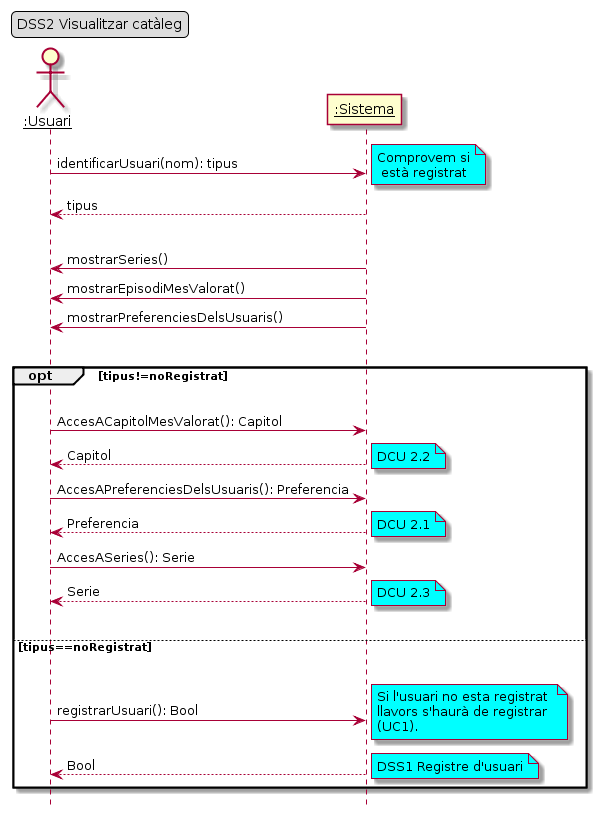 DSS2 Visualitzar catàleg
:Usuari
:Sistema
identificarUsuari(nom): tipus
Comprovem si
està registrat
tipus
mostrarSeries()
mostrarEpisodiMesValorat()
mostrarPreferenciesDelsUsuaris()
opt
[tipus!=noRegistrat]
AccesACapitolMesValorat(): Capitol
Capitol
DCU 2.2
AccesAPreferenciesDelsUsuaris(): Preferencia
Preferencia
DCU 2.1
AccesASeries(): Serie
Serie
DCU 2.3
[tipus==noRegistrat]
registrarUsuari(): Bool
Si l'usuari no esta registrat
llavors s'haurà de registrar
(UC1).
Bool
DSS1 Registre d'usuari